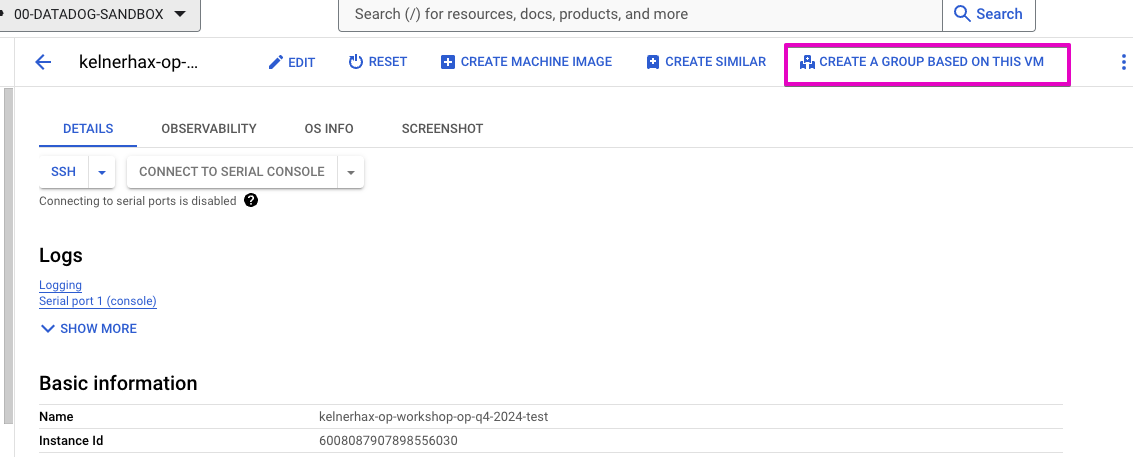 00-DATADOG-SANDBOX
Search (/) for resources, docs, products, and more
Search
kelnerhax-op-...
EDIT
RESET
CREATE MACHINE IMAGE
CREATE SIMILAR
CREATE A GROUP BASED ON THIS VM
DETAILS
OBSERVABILITY
OS INFO
SCREENSHOT
SSH
CONNECT TO SERIAL CONSOLE
Connecting to serial ports is disabled
Logs
Logging
Serial port 1 (console)
SHOW MORE
Basic information
Name kelnerhax-op-workshop-op-q4-2024-test
Instance Id 6008087907898556030